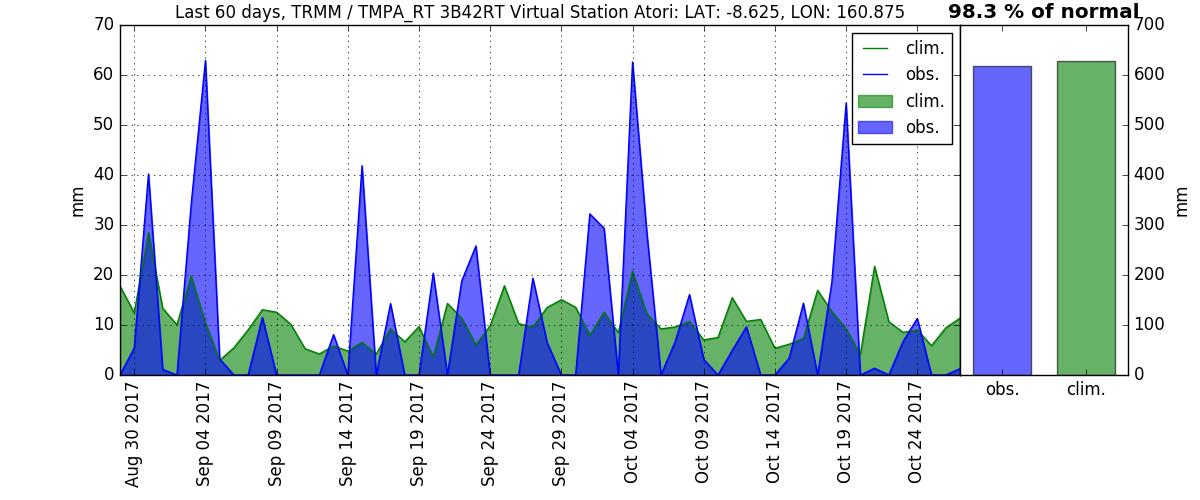 Last 60 days, TRMM / TMPA_RT 3B42RT Virtual Station Atori: LAT: -8.625, LON: 160.875
98.3 % of normal
70
60
50
40
30
20
10
0
mm
clim.
obs.
clim.
obs.
700
600
500
400
300
200
100
0
mm
obs.
clim.
Aug 30 2017
Sep 04 2017
Sep 09 2017
Sep 14 2017
Sep 19 2017
Sep 24 2017
Sep 29 2017
Oct 04 2017
Oct 09 2017
Oct 14 2017
Oct 19 2017
Oct 24 2017